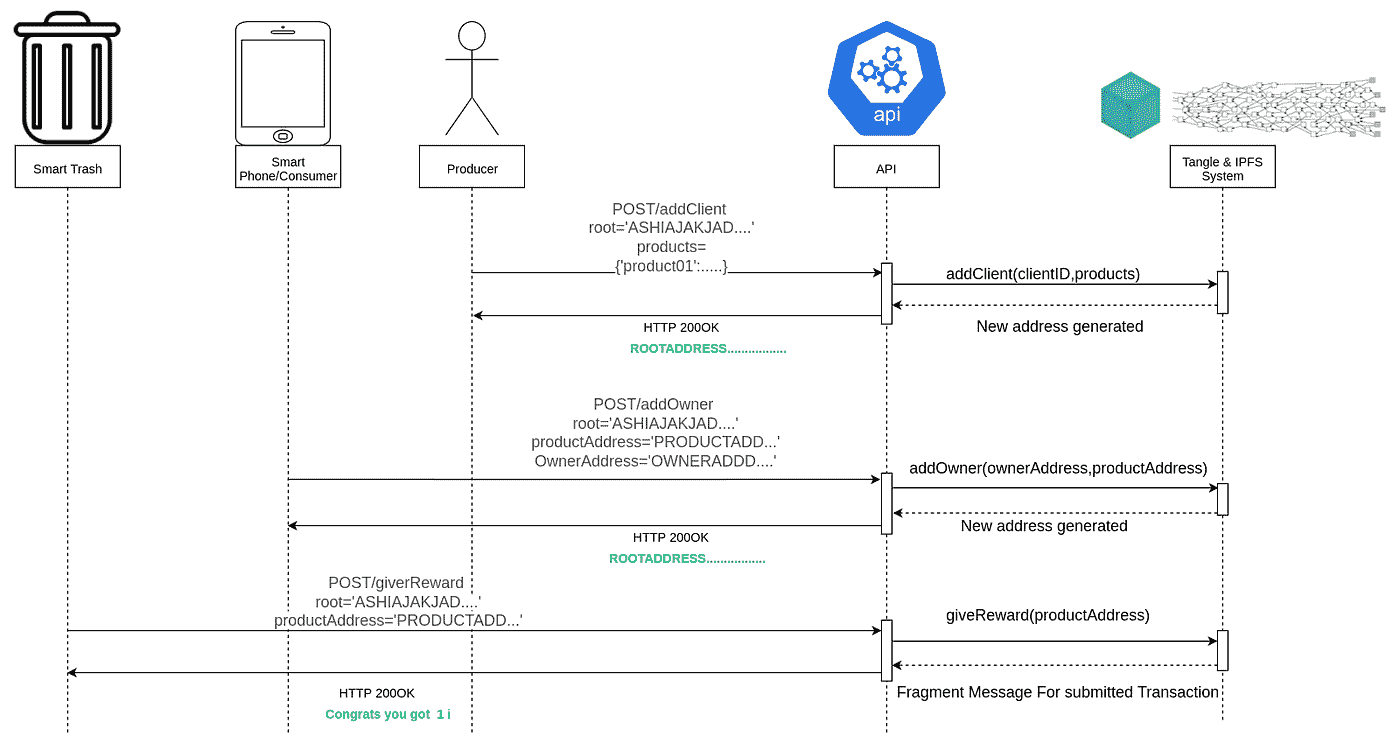 api
Smart Trash
Smart
Phone/Consumer
Producer
API
Tangle & IPFS
System
POST/addClient
root='ASHIAJAKJAD....'
products=
{'product01':.....}
addClient(clientID,products)
New address generated
HTTP 200OK
ROOTADDRESS.................
POST/addOwner
root='ASHIAJAKJAD....'
productAddress='PRODUCTADD...'
OwnerAddress='OWNERADDD....'
addOwner(ownerAddress,productAddress)
New address generated
HTTP 200OK
ROOTADDRESS.................
POST/giverReward
root='ASHIAJAKJAD....'
productAddress='PRODUCTADD...'
giveReward(productAddress)
Fragment Message For submitted Transaction
HTTP 200OK
Congrats you got  1 i